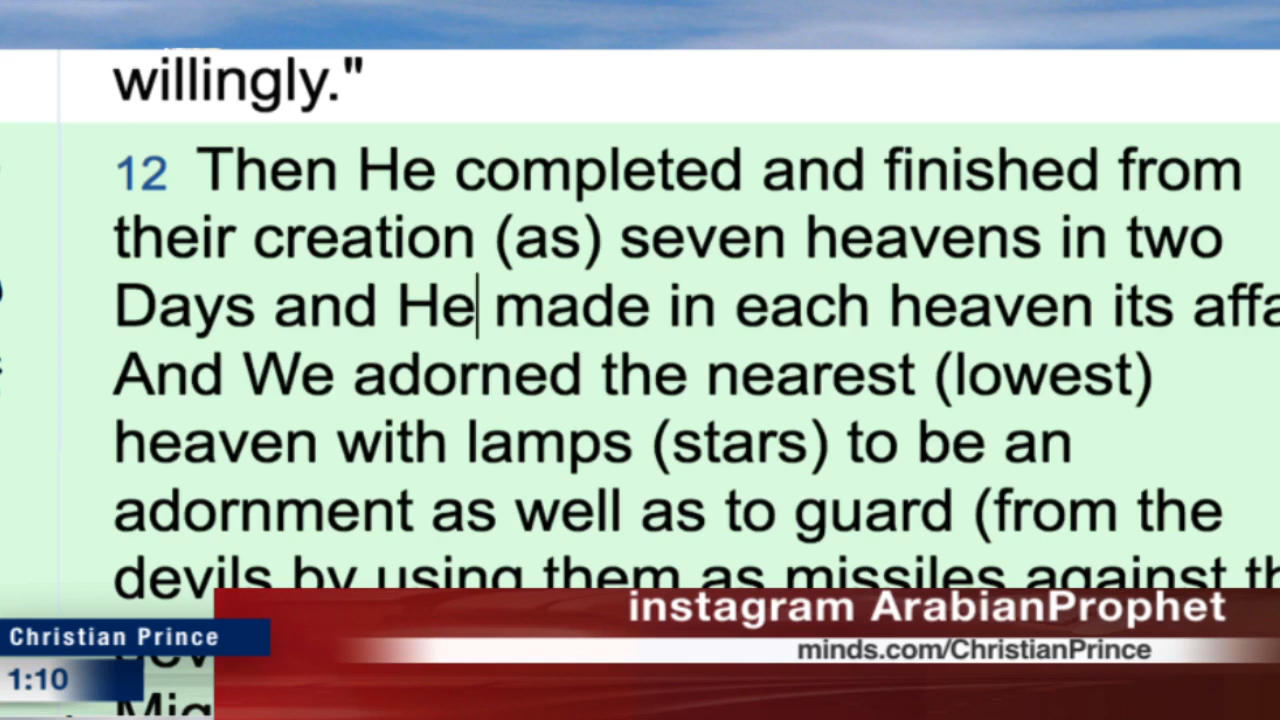 willingly."
12 Then He completed and finished from
their creation (as) seven heavens in two
Days and He made in each heaven its
And We adorned the nearest (lowest)
heaven with lamps (stars) to be an
adornment as well as to guard (from the
devils by using them as missiles against
instagram ArabianProphet
minds.com/ChristianPrince
Christian Prince
1:10